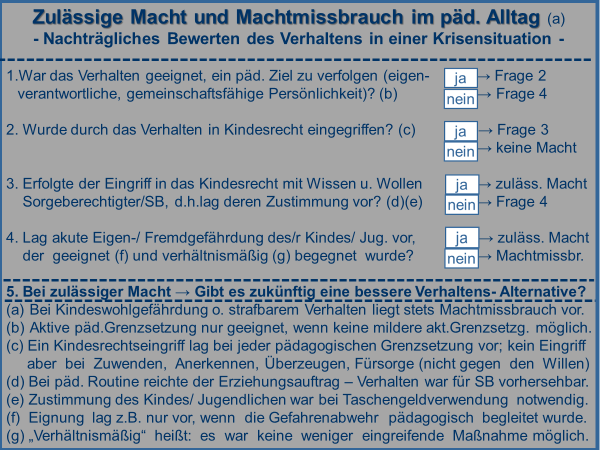 Zulässige Macht und Machtmissbrauch im päd. Alltag (a)
- Nachträgliches Bewerten des Verhaltens in einer Krisensituation -
1.War das Verhalten geeignet, ein päd. Ziel zu verfolgen (eigen- ja → Frage 2
verantwortliche, gemeinschaftsfähige Persönlichkeit)? (b) nein → Frage 4
2. Wurde durch das Verhalten in Kindesrecht eingegriffen? (c) ja → Frage 3
nein → keine Macht
3. Erfolgte der Eingriff in das Kindesrecht mit Wissen u. Wollen ja → zuläss. Macht
Sorgeberechtigter/SB, d.h.lag deren Zustimmung vor? (d)(e) nein → Frage 4
4. Lag akute Eigen-/ Fremdgefährdung des/r Kindes/ Jug. vor, ja → zuläss. Macht
der geeignet (f) und verhältnismäßig (g) begegnet wurde? nein → Machtmissbr.
5. Bei zulässiger Macht → Gibt es zukünftig eine bessere Verhaltens- Alternative?
(a) Bei Kindeswohlgefährdung o. strafbarem Verhalten liegt stets Machtmissbrauch vor.
(b) Aktive päd.Grenzsetzung nur geeignet, wenn keine mildere akt.Grenzsetzg. möglich.
(c) Ein Kindesrechtseingriff lag bei jeder pädagogischen Grenzsetzung vor; kein Eingriff
aber bei Zuwenden, Anerkennen, Überzeugen, Fürsorge (nicht gegen den Willen)
(d) Bei päd. Routine reichte der Erziehungsauftrag – Verhalten war für SB vorhersehbar.
(e) Zustimmung des Kindes/ Jugendlichen war bei Taschengeldverwendung notwendig.
(f) Eignung lag z.B. nur vor, wenn die Gefahrenabwehr pädagogisch begleitet wurde.
(g) „Verhältnismäßig“ heißt: es war keine weniger eingreifende Maßnahme möglich.